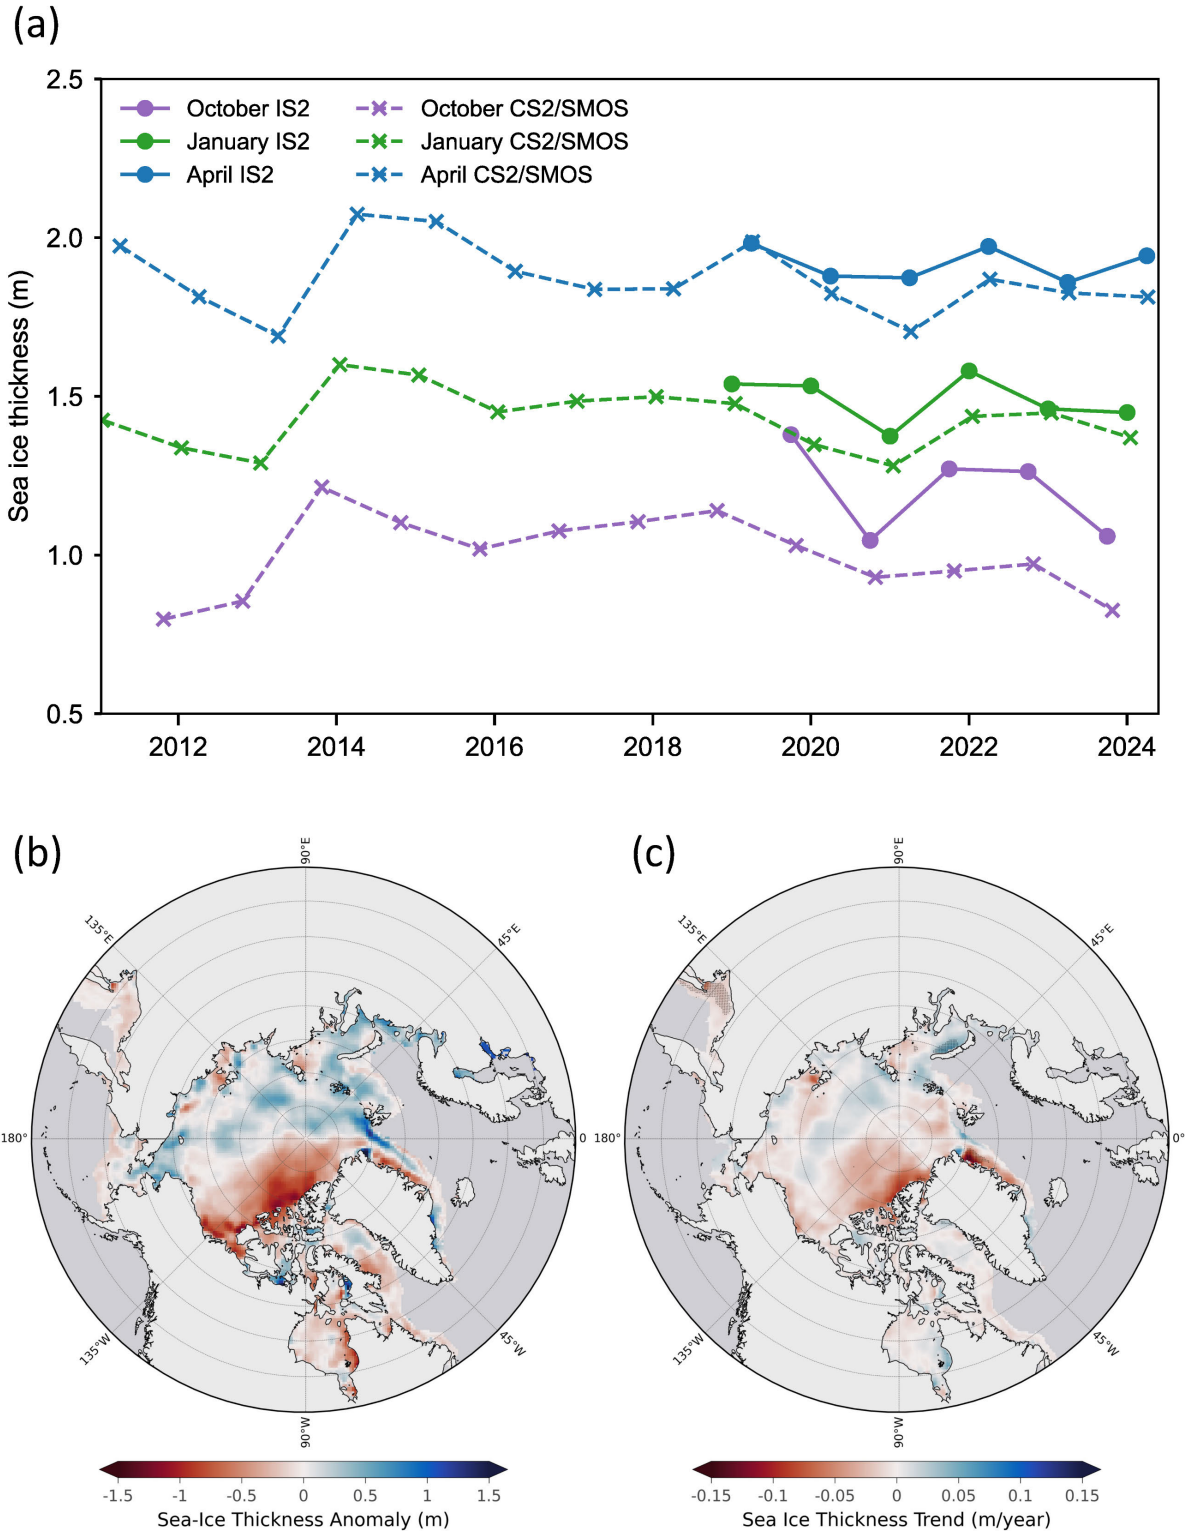 (a)
2.5
October IS2
October CS2/SMOS
January IS2
January CS2/SMOS
April IS2
April CS2/SMOS
2.0
Sea ice thickness (m)
1.5
1.0
0.5
2012
2014
2016
2018
2020
2022
2024
(b)
90°E
135°E
45°E
180°
0
90°W
135°W
45°W
-1.5
-1
-0.5
0
0.5
1
1.5
Sea-Ice Thickness Anomaly (m)
(c)
90°E
135°E
45°E
180°
0°
90°W
135°W
45°W
-0.15
-0.1
-0.05
0
0.05
0.1
0.15
Sea Ice Thickness Trend (m/year)